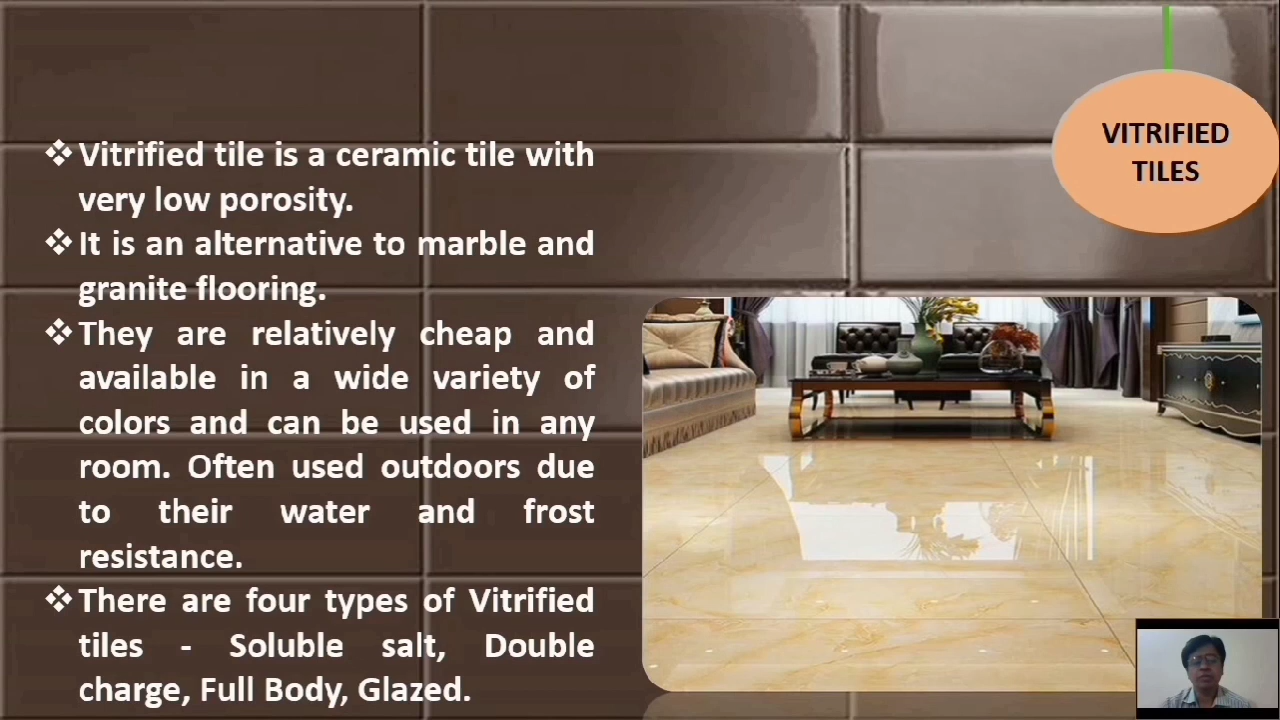 VITRIFIED
TILES
❖Vitrified tile is a ceramic tile with
very low porosity.
❖It is an alternative to marble and
granite flooring.
❖They are relatively cheap and
available in a wide variety of
colors and can be used in any
room. Often used outdoors due
to their water and frost
resistance.
❖There are four types of Vitrified
tiles - Soluble salt, Double
charge, Full Body, Glazed.